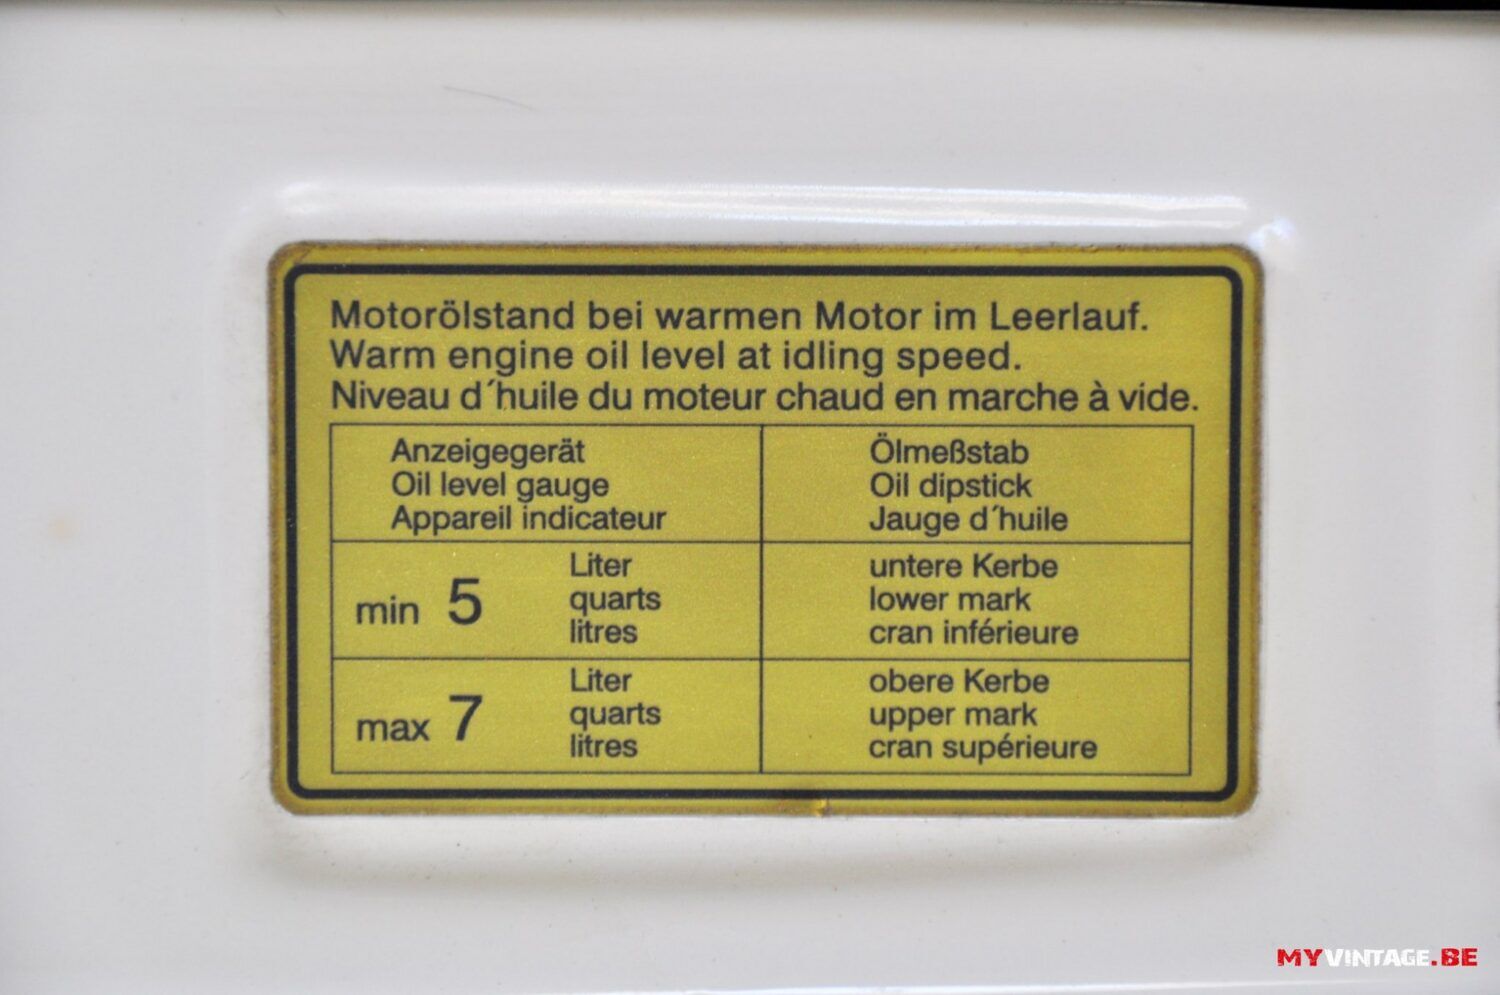 Motorölstand bei warmen Motor im Leerlauf.
Warm engine oil level at idling speed.
Niveau d´huile du moteur chaud en marche à vide.
Anzeigegerät
Oil level gauge
Appareil indicateur
Ölmeßstab
Oil dipstick
Jauge d´huile
min 5
Liter
quarts
litres
untere Kerbe
lower mark
cran inférieure
max 7
Liter
quarts
litres
obere Kerbe
upper mark
cran supérieure
MYVINTAGE.BE